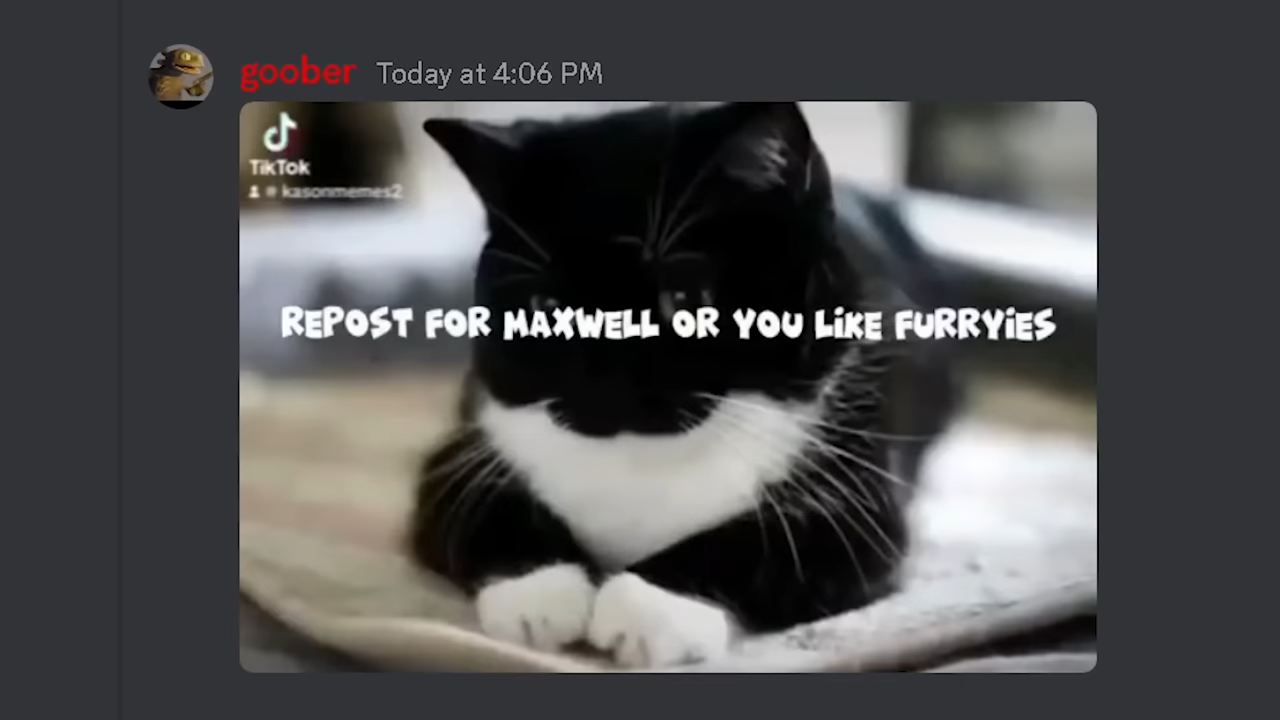 goober Today at 4:06 PM
TikTok
kasonmemes2
REPOST FOR MAXWELL OR YOU LiKE FURRYiES